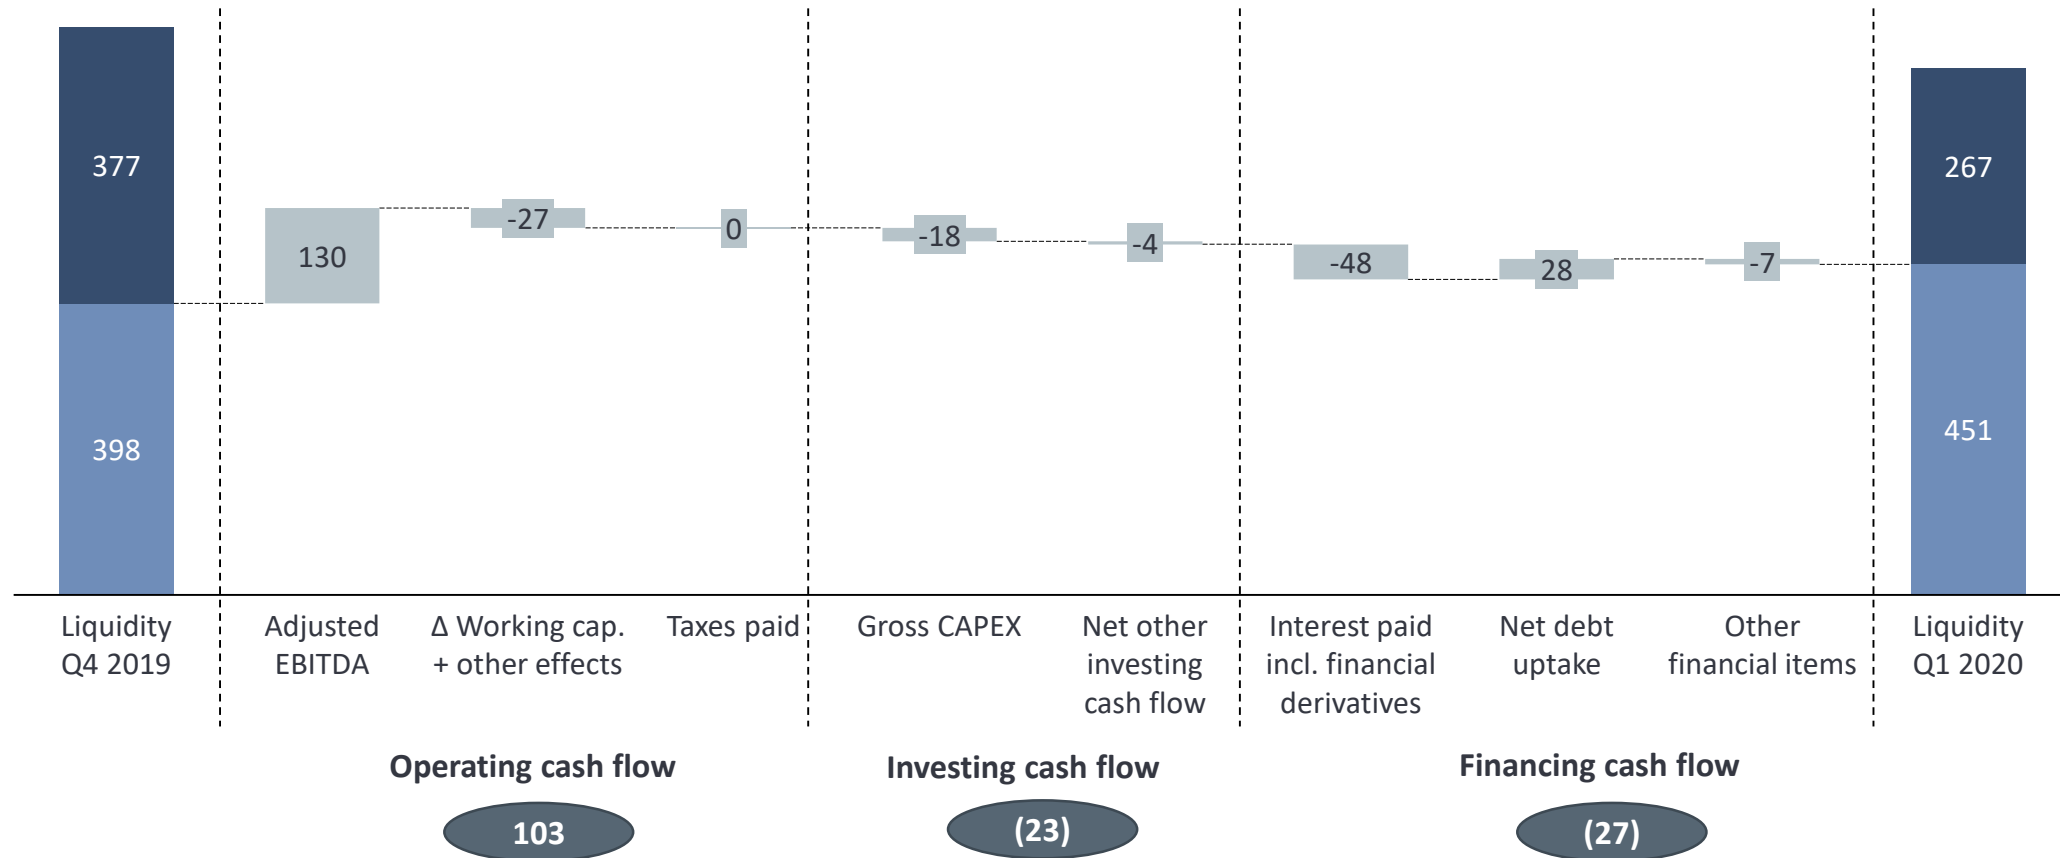 377
398
130
-27
0
-18
-4
-48
28
-7
267
451
Liquidity
Q4 2019
Adjusted
EBITDA
Δ Working cap.
+ other effects
Taxes paid
Gross CAPEX
Net other
investing
cash flow
Interest paid
incl. financial
derivatives
Net debt
uptake
Other
financial items
Liquidity
Q1 2020
Operating cash flow
103
Investing cash flow
(23)
Financing cash flow
(27)